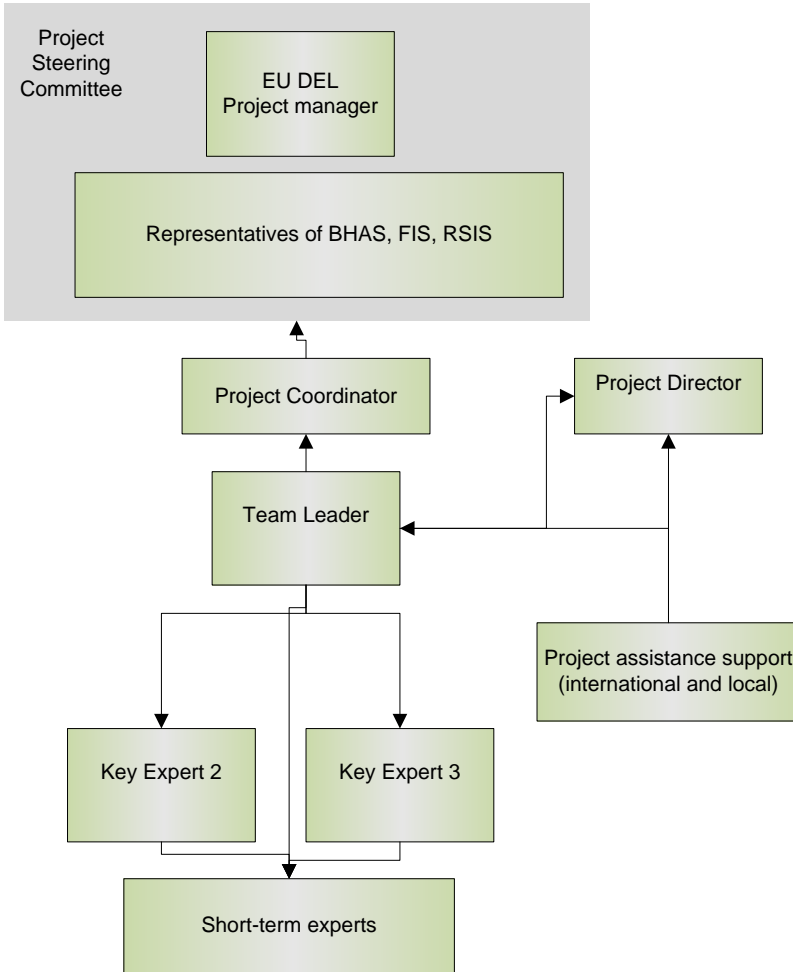 Project
Steering
Committee
EU DEL
Project manager
Representatives of BHAS, FIS, RSIS
Project Coordinator
Project Director
Team Leader
Project assistance support
(international and local)
Key Expert 2
Key Expert 3
Short-term experts